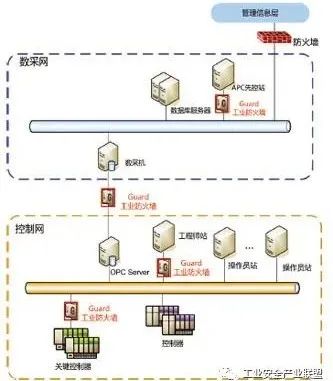 管理信息层
防火墙
数采网
数据库服务器
APC先控站
Guard
工业防火墙
数采机
Guard
工业防火墙
控制网
OPC Server
工程师站
Guard
工业防火墙
...
操作员站
操作员站
Guard
工业防火墙
关键控制器
控制器
工业安全产业联盟